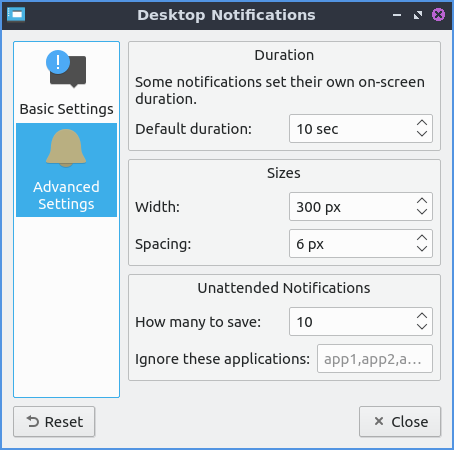 Desktop Notifications
Basic Settings
Advanced
Settings
Duration
Some notifications set their own on-screen
duration.
Default duration: 10 sec
Sizes
Width: 300 px
Spacing: 6 px
Unattended Notifications
How many to save: 10
Ignore these applications: app1,app2,a...
Reset
Close